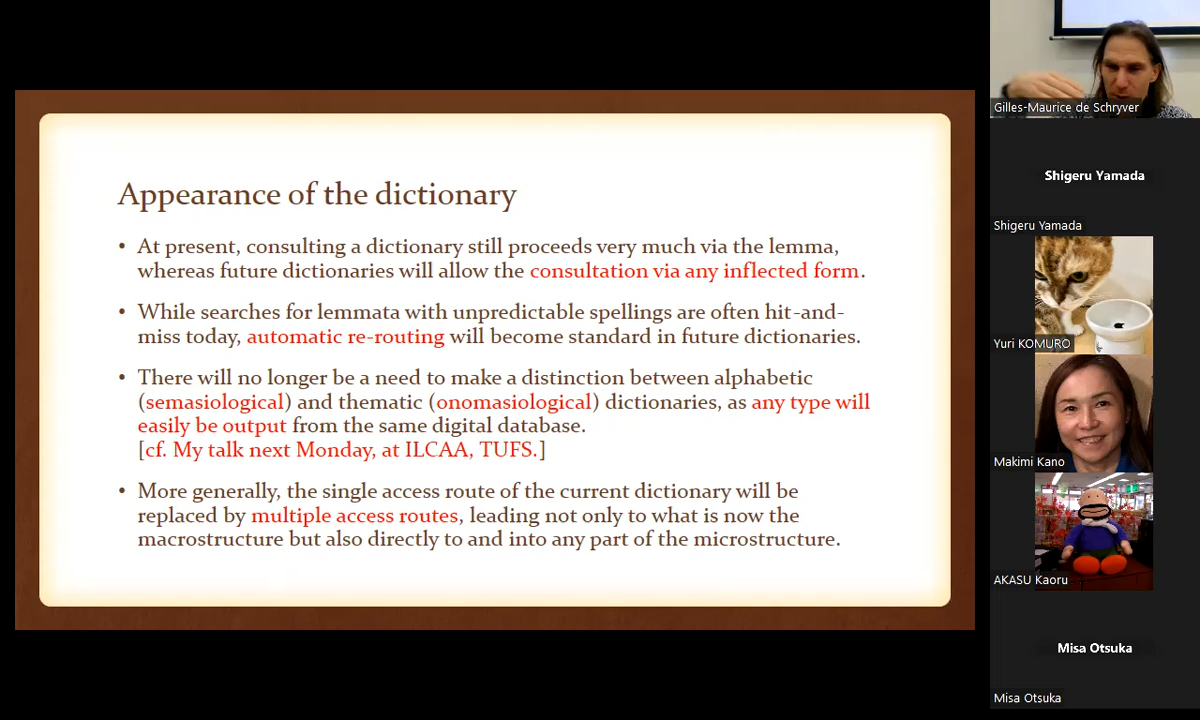 Appearance of the dictionary
• At present, consulting a dictionary still proceeds very much via the lemma,
whereas future dictionaries will allow the consultation via any inflected form.
• While searches for lemmata with unpredictable spellings are often hit-and-
miss today, automatic re-routing will become standard in future dictionaries.
• There will no longer be a need to make a distinction between alphabetic
(semasiological) and thematic (onomasiological) dictionaries, as any type will
easily be output from the same digital database.
[cf. My talk next Monday, at ILCAA, TUFS.]
• More generally, the single access route of the current dictionary will be
replaced by multiple access routes, leading not only to what is now the
macrostructure but also directly to and into any part of the microstructure.
Gilles-Maurice de Schryver
Shigeru Yamada
Shigeru Yamada
Yuri KOMURO
Makimi Kano
AKASU Kaoru
Misa Otsuka
Misa Otsuka